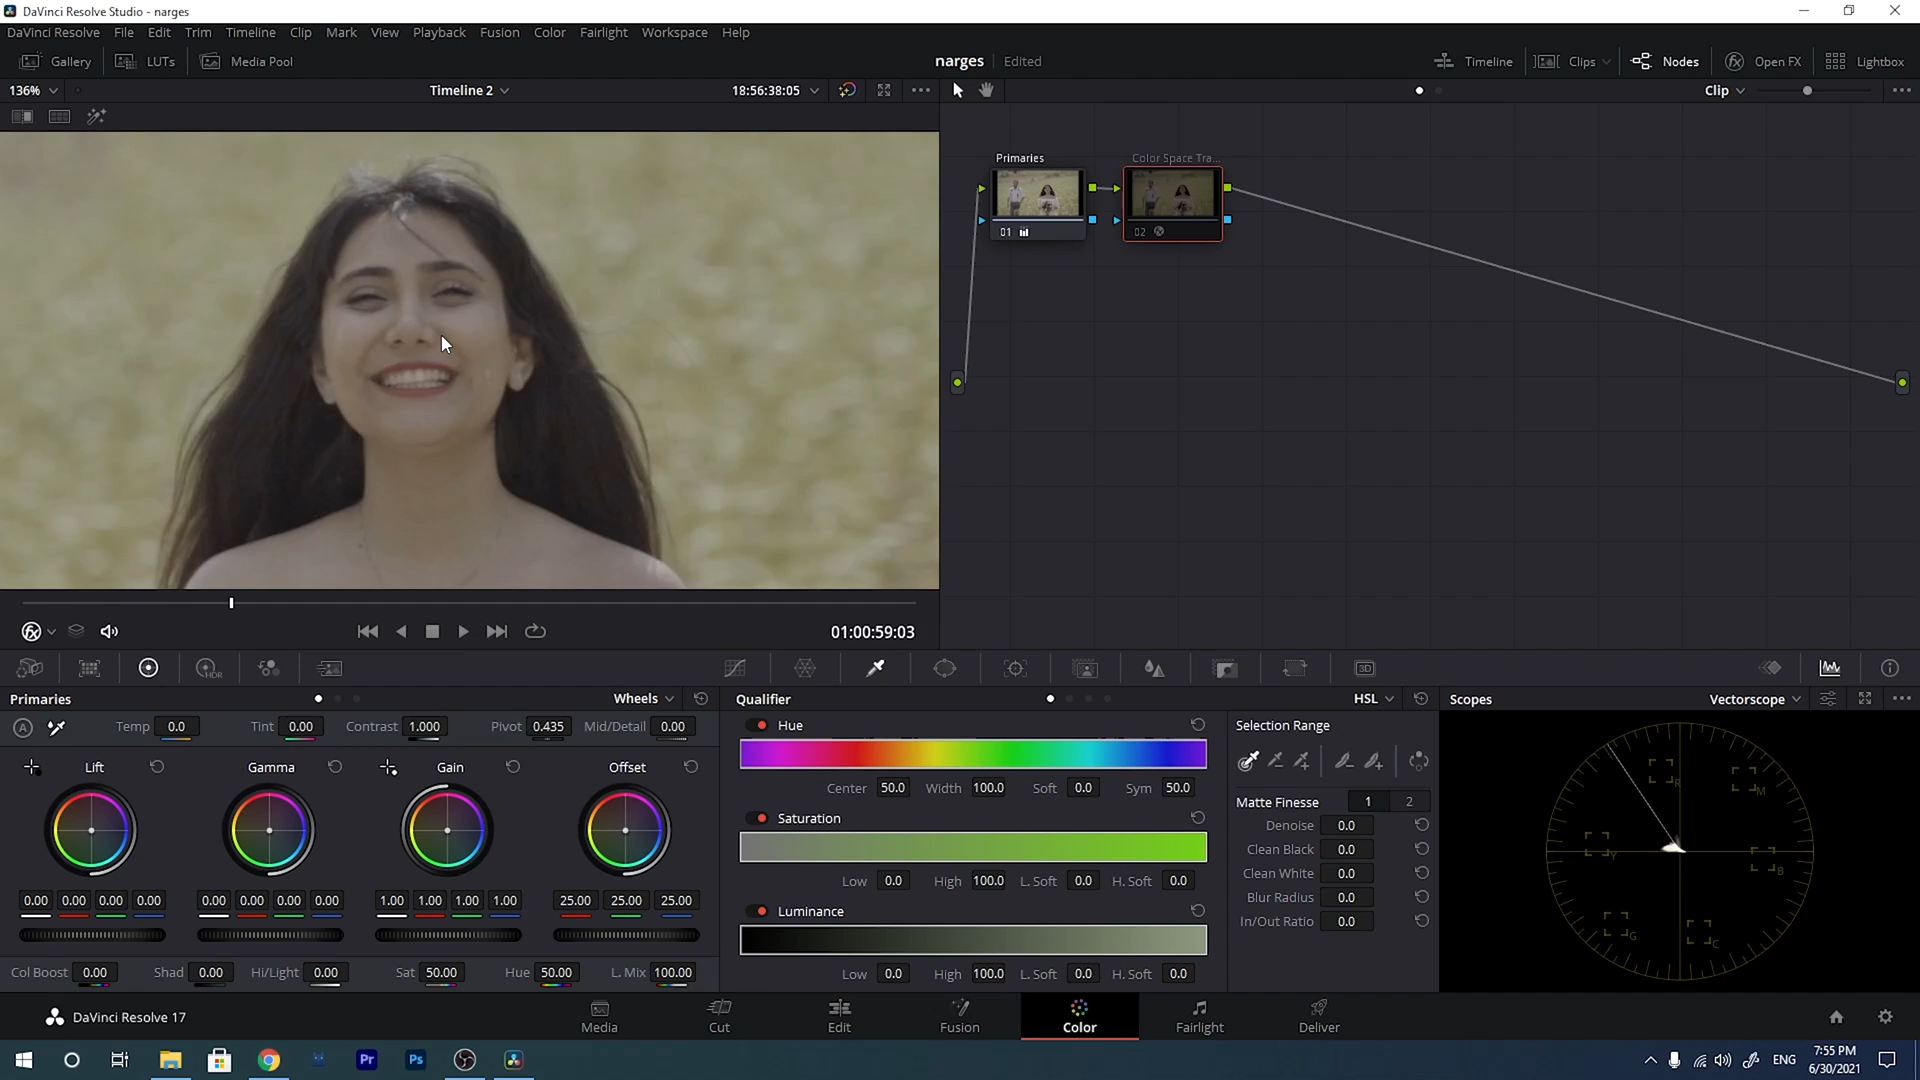 DaVinci Resolve Studio - narges
DaVinci Resolve File Edit Trim Timeline Clip Mark View Playback Fusion Color Fairlight Workspace Help
Gallery LUTs Media Pool narges Edited Timeline Clips Nodes Open FX Lightbox
136% Timeline 2 18:56:38:05 Clip
Primaries Color Space Tra...
01 02
01:00:59:03
Primaries Wheels Qualifier HSL Scopes Vectorscope
A Temp 0.0 Tint 0.00 Contrast 1.000 Pivot 0.435 Mid/Detail 0.00
Lift Gamma Gain Offset
0.00 0.00 0.00 0.00 0.00 0.00 0.00 0.00 1.00 1.00 1.00 1.00 25.00 25.00 25.00
Col Boost 0.00 Shad 0.00 Hi/Light 0.00 Sat 50.00 Hue 50.00 L. Mix 100.00
Hue
Center 50.0 Width 100.0 Soft 0.0 Sym 50.0
Saturation
Low 0.0 High 100.0 L. Soft 0.0 H. Soft 0.0
Luminance
Low 0.0 High 100.0 L. Soft 0.0 H. Soft 0.0
Selection Range
Matte Finesse 1 2
Denoise 0.0
Clean Black 0.0
Clean White 0.0
Blur Radius 0.0
In/Out Ratio 0.0
R M
Y B
G C
DaVinci Resolve 17 Media Cut Edit Fusion Color Fairlight Deliver
Pr Ps ENG 7:55 PM
6/30/2021
HDR
3D